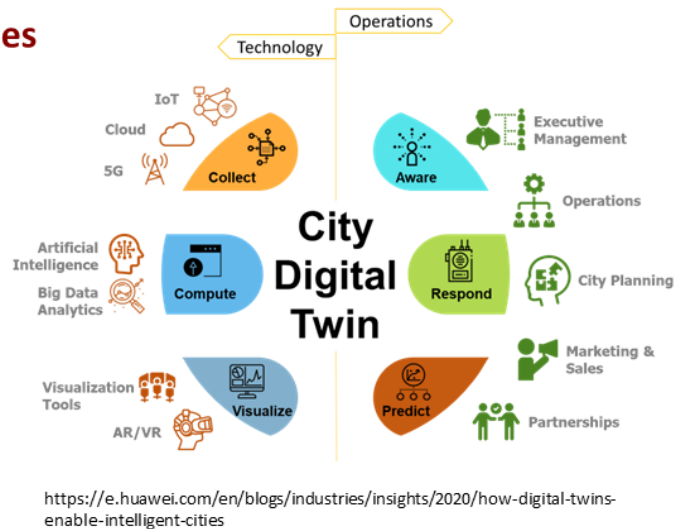 es
Operations
Technology
IoT
Cloud
5G
Collect
Aware
Executive
Management
Operations
Artificial
Intelligence
Big Data
Analytics
Compute
City
Digital
Twin
Respond
City Planning
Visualization
Tools
AR/VR
Visualize
Predict
Marketing &
Sales
Partnerships
https://e.huawei.com/en/blogs/industries/insights/2020/how-digital-twins-
enable-intelligent-cities